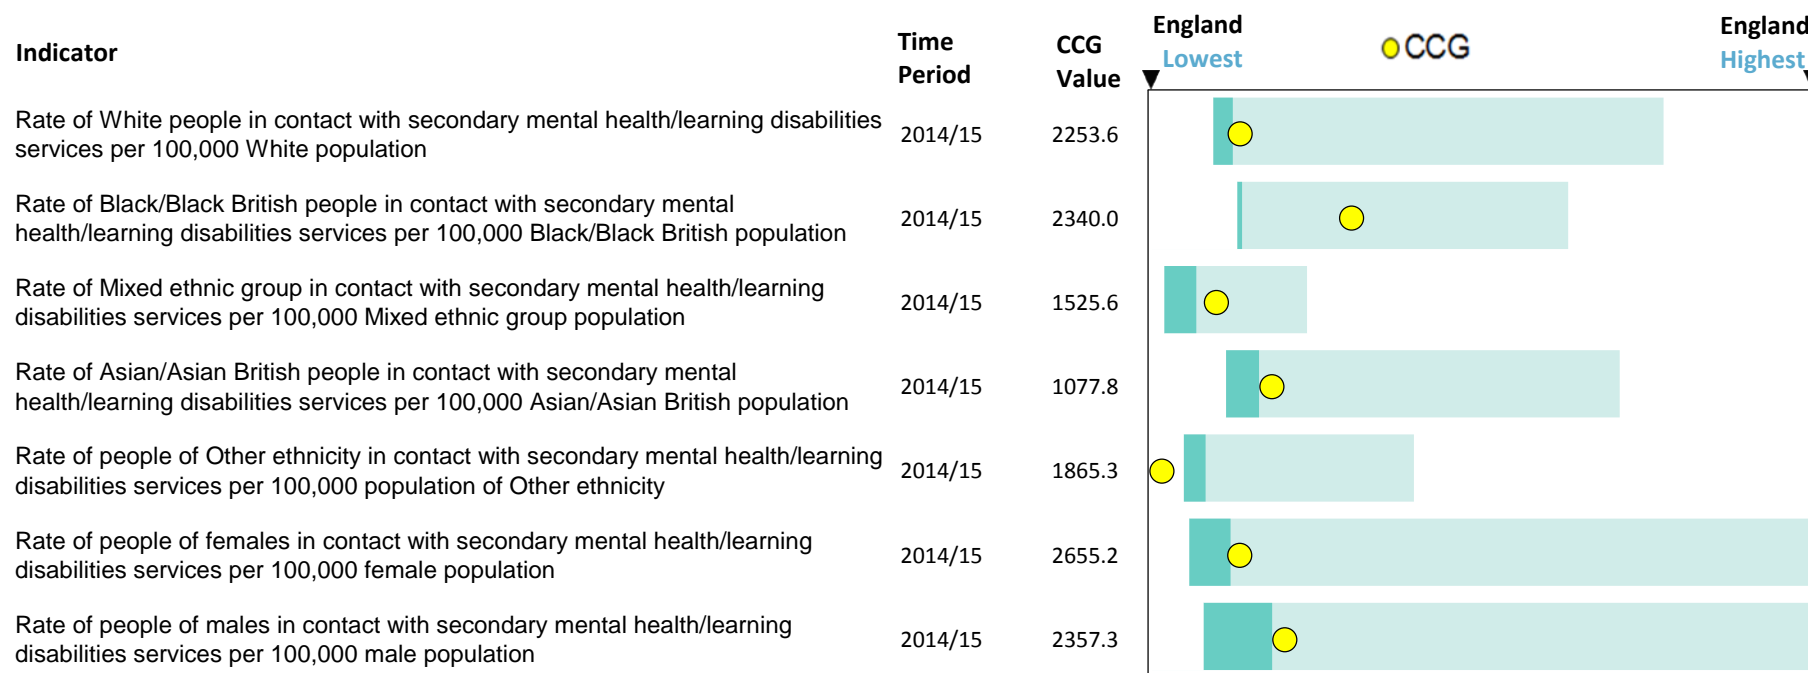 Indicator
Time Period
CCG Value
England Lowest
CCG
England Highest
Rate of White people in contact with secondary mental health/learning disabilities
services per 100,000 White population
2014/15
2253.6
Rate of Black/Black British people in contact with secondary mental
health/learning disabilities services per 100,000 Black/Black British population
2014/15
2340.0
Rate of Mixed ethnic group in contact with secondary mental health/learning
disabilities services per 100,000 Mixed ethnic group population
2014/15
1525.6
Rate of Asian/Asian British people in contact with secondary mental
health/learning disabilities services per 100,000 Asian/Asian British population
2014/15
1077.8
Rate of people of Other ethnicity in contact with secondary mental health/learning
disabilities services per 100,000 population of Other ethnicity
2014/15
1865.3
Rate of people of females in contact with secondary mental health/learning
disabilities services per 100,000 female population
2014/15
2655.2
Rate of people of males in contact with secondary mental health/learning
disabilities services per 100,000 male population
2014/15
2357.3